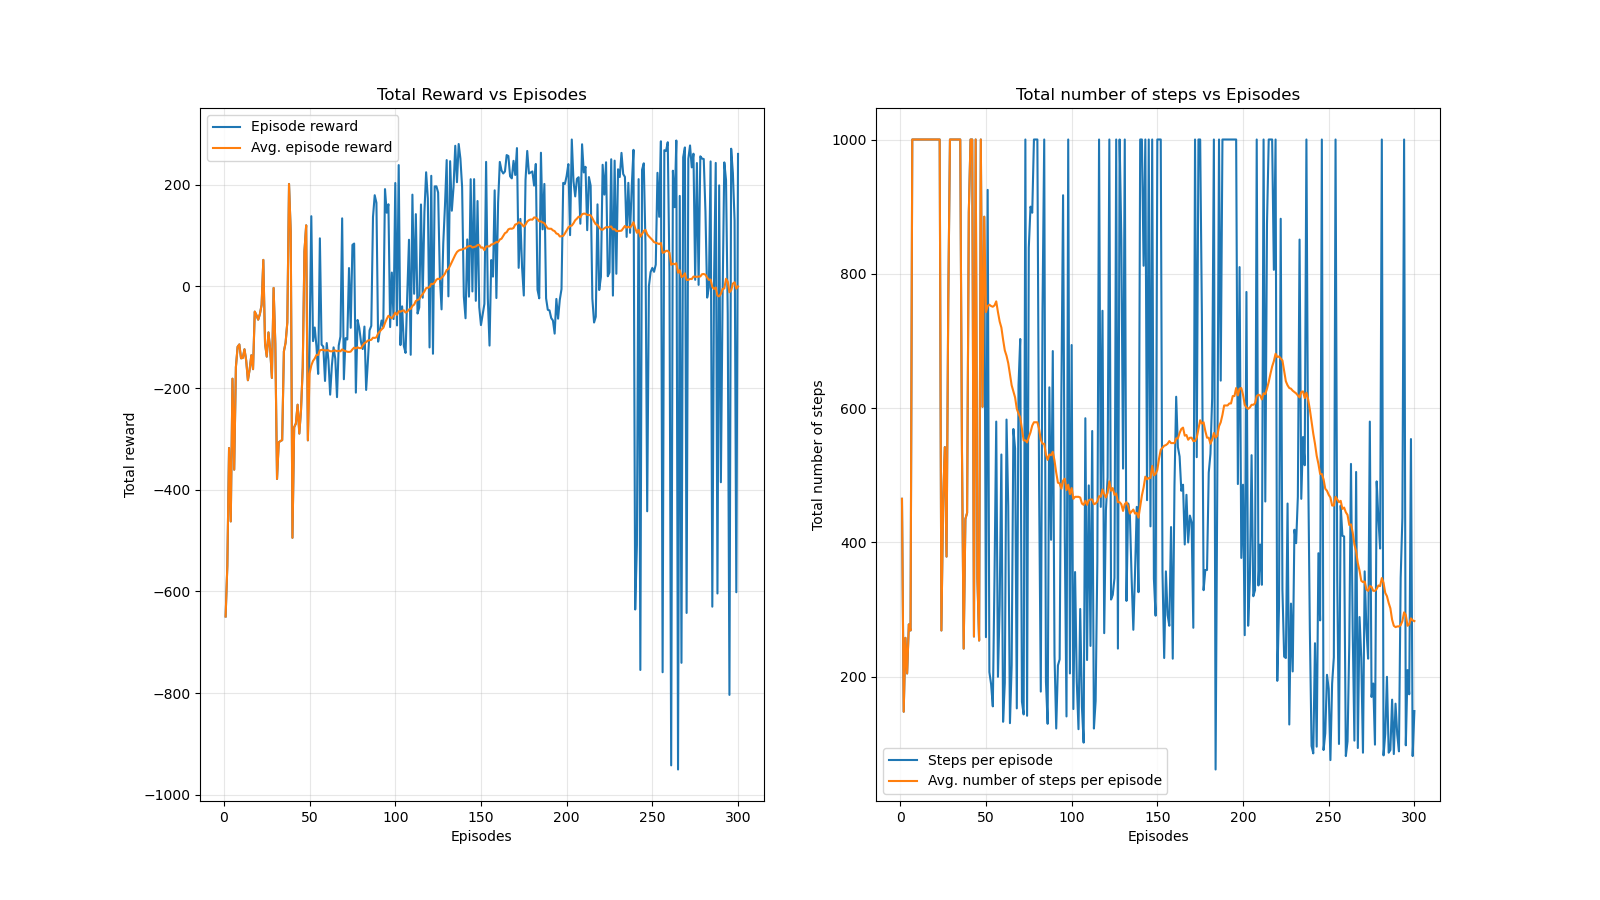 Total Reward vs Episodes
Episode reward
Avg. episode reward
Total reward
200
0
−200
−400
−600
−800
−1000
0
50
100
150
200
250
300
Episodes
Total number of steps vs Episodes
Total number of steps
1000
800
600
400
200
Steps per episode
Avg. number of steps per episode
0
50
100
150
200
250
300
Episodes